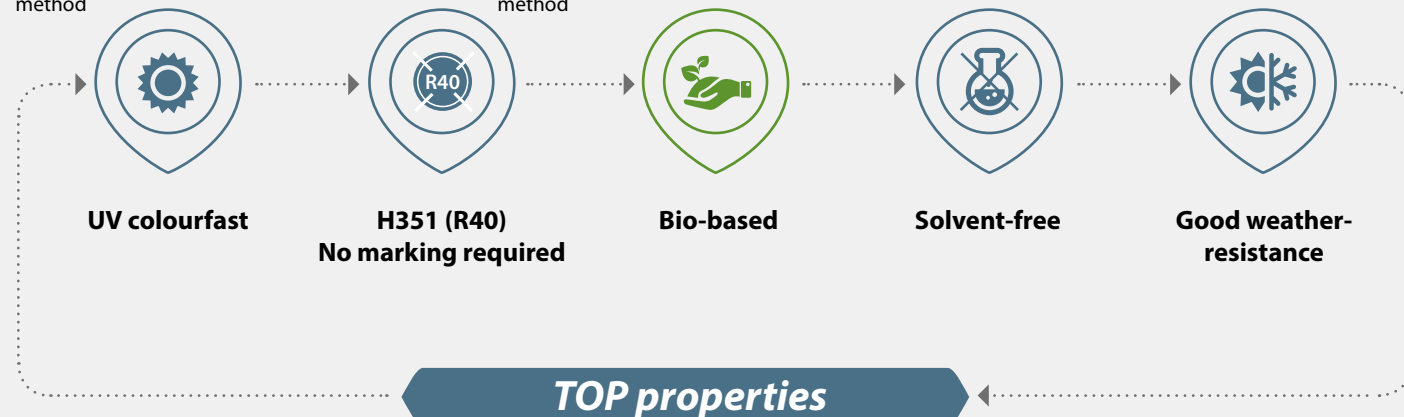 method
method
R40
UV colourfast
H351 (R40)
No marking required
Bio-based
Solvent-free
Good weather-
resistance
TOP properties